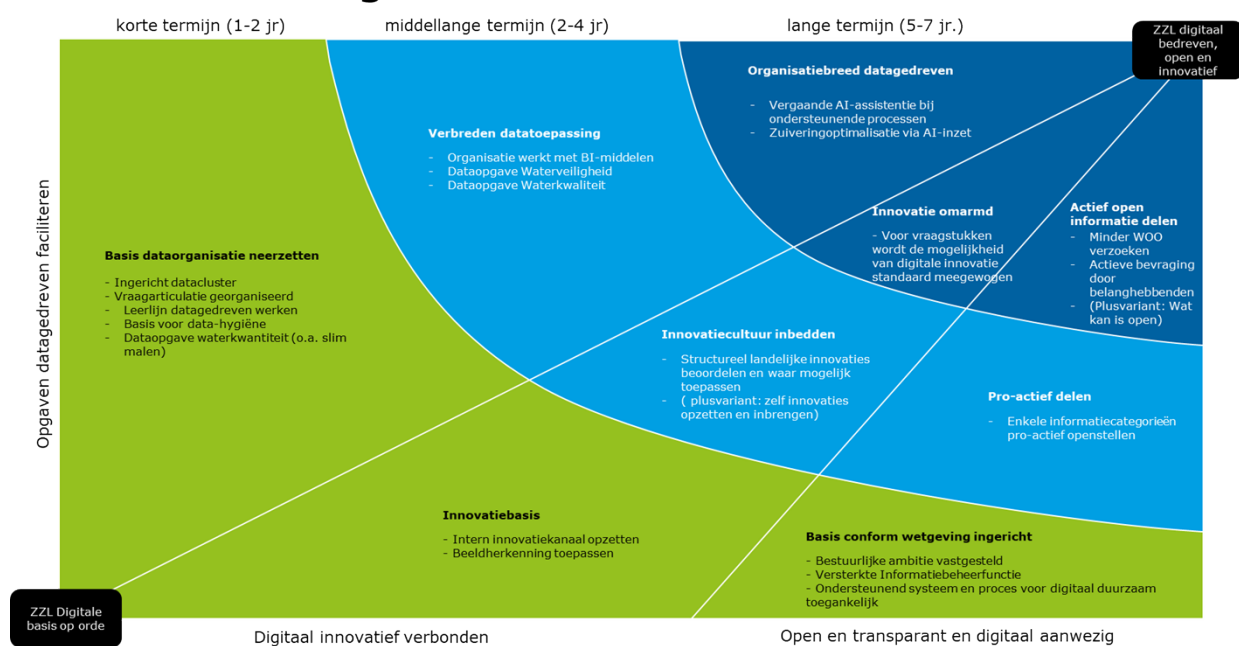 korte termijn (1-2 jr)
middellange termijn (2-4 jr)
lange termijn (5-7 jr.)
ZZL digitaal
bedreven,
open en
innovatief
Organisatiebreed datagedreven
- Vergaande AI-assistentie bij
ondersteunende processen
- Zuiveringoptimalisatie via AI-inzet
Verbreden datatoepassing
- Organisatie werkt met BI-middelen
- Dataopgave Waterveiligheid
- Dataopgave Waterkwaliteit
Opgaven datagedreven faciliteren
Innovatie omarmd
- Voor vraagstukken
wordt de mogelijkheid
van digitale innovatie
standaard meegewogen
Actief open
informatie delen
- Minder WOO
verzoeken
- Actieve bevraging
door
belanghebbenden
- (Plusvariant: Wat
kan is open)
Basis dataorganisatie neerzetten
- Ingericht datacluster
- Vraagarticulatie georganiseerd
- Leerlijn datagedreven werken
- Basis voor data-hygiëne
- Dataopgave waterkwantiteit (o.a. slim
malen)
Innovatiecultuur inbedden
- Structureel landelijke innovaties
beoordelen en waar mogelijk
toepassen
- ( plusvariant: zelf innovaties
opzetten en inbrengen)
Pro-actief delen
- Enkele informatiecategorieën
pro-actief openstellen
Innovatiebasis
- Intern innovatiekanaal opzetten
- Beeldherkenning toepassen
Basis conform wetgeving ingericht
- Bestuurlijke ambitie vastgesteld
- Versterkte Informatiebeheerfunctie
- Ondersteunend systeem en proces voor digitaal duurzaam
toegankelijk
ZZL Digitale
basis op orde
Digitaal innovatief verbonden
Open en transparant en digitaal aanwezig